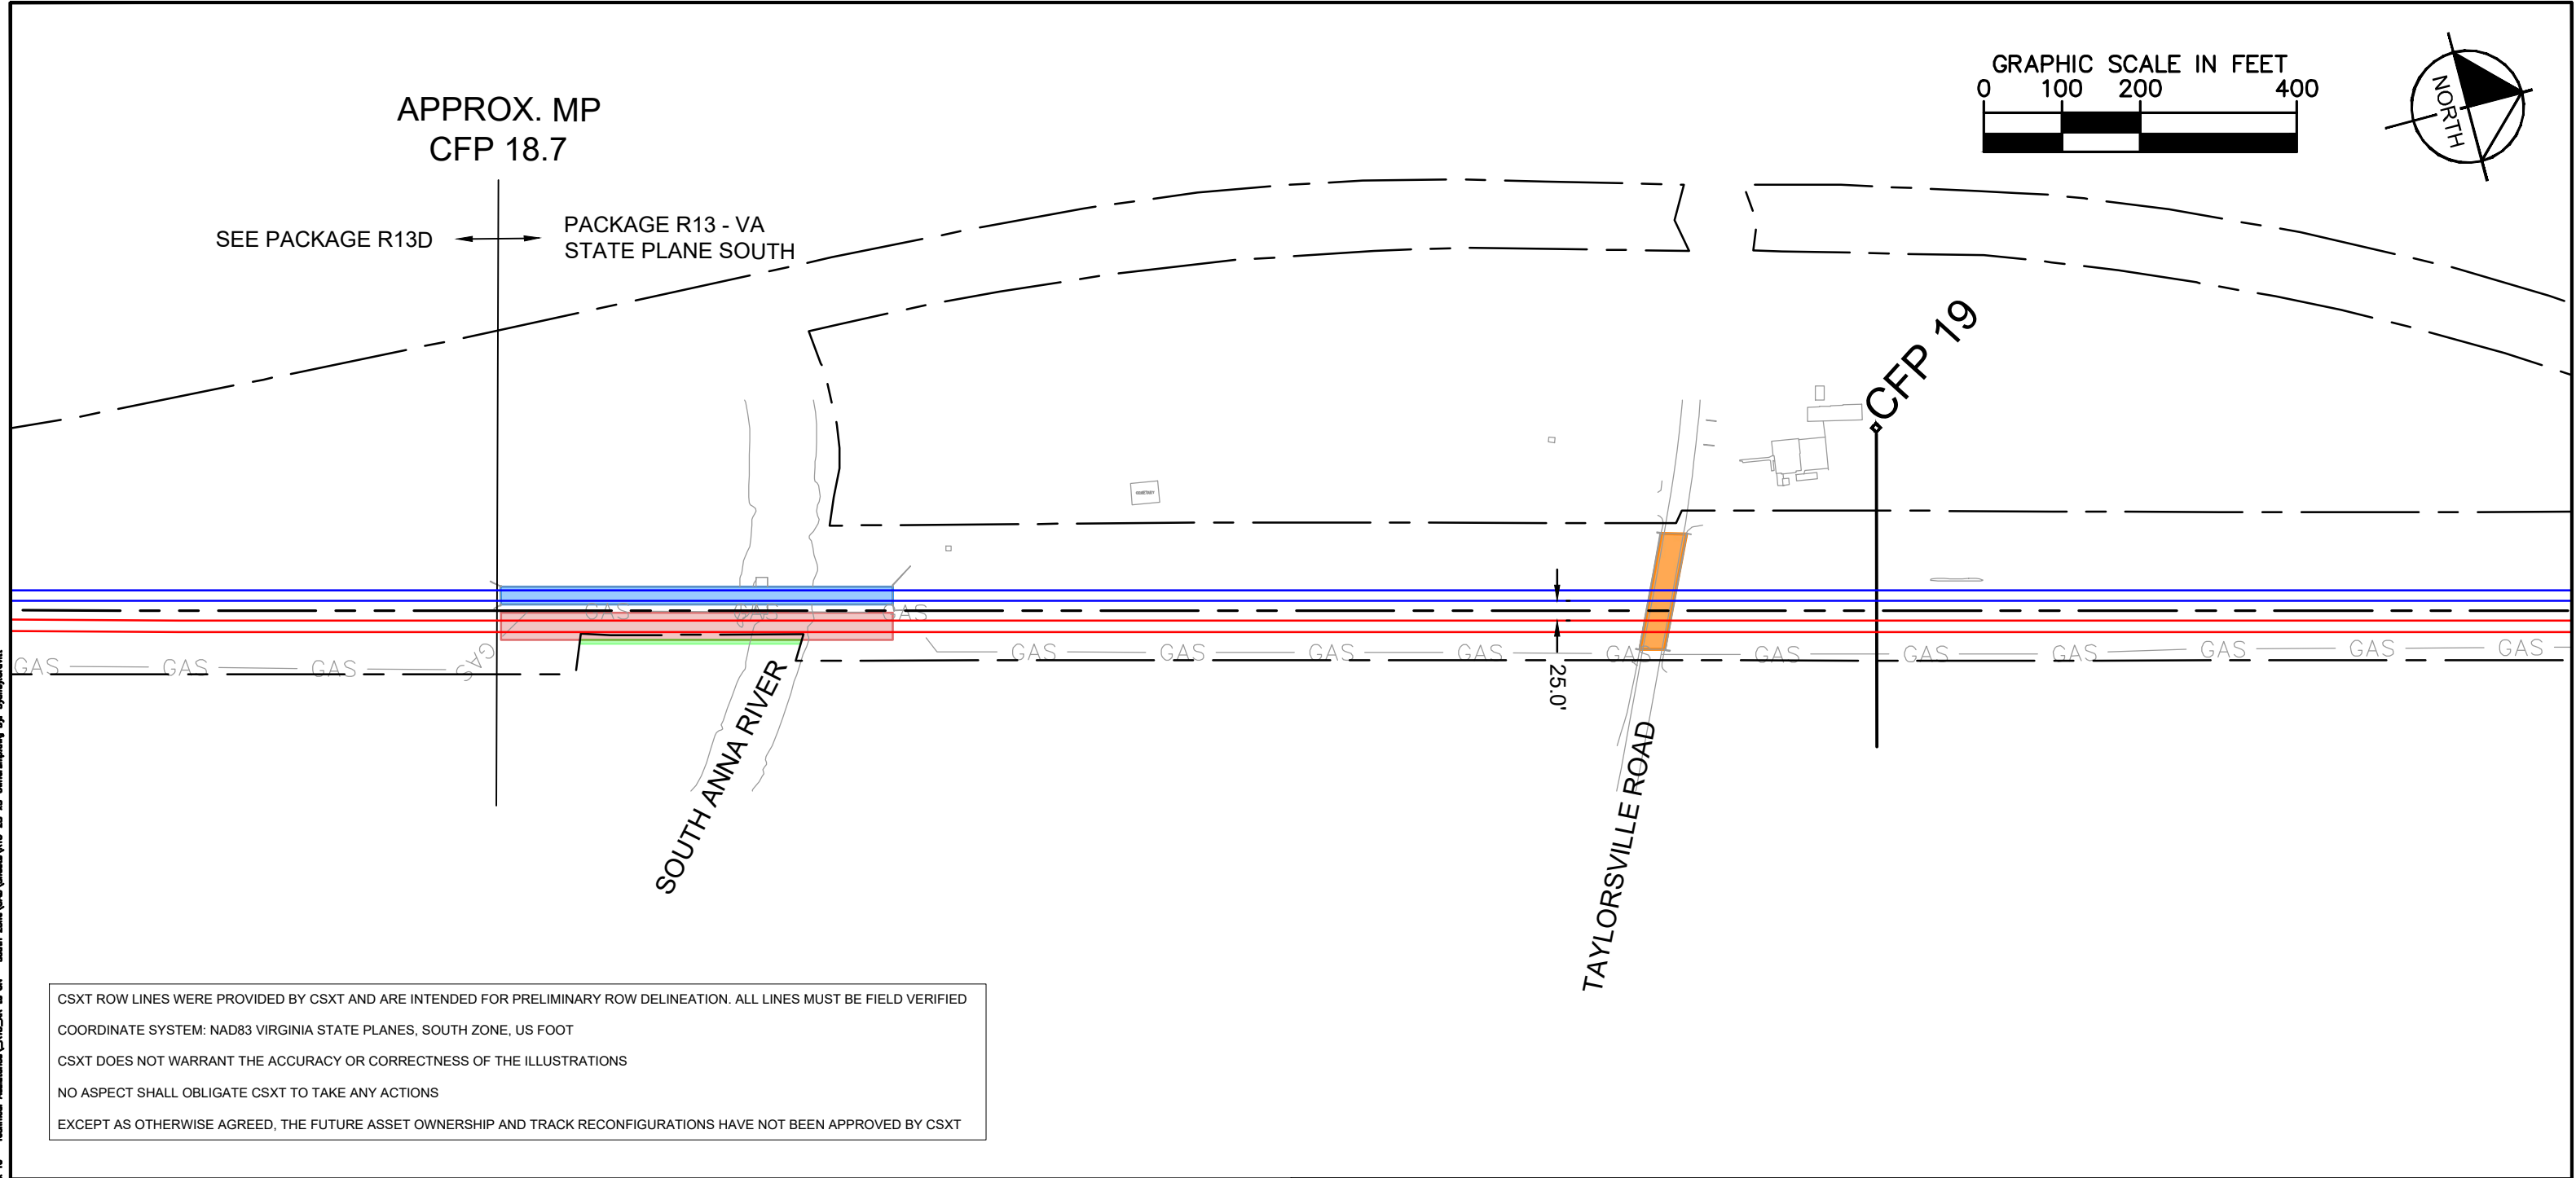 GRAPHIC SCALE IN FEET
0 100 200 400
NORTH
APPROX. MP
CFP 18.7
SEE PACKAGE R13D
PACKAGE R13 - VA
STATE PLANE SOUTH
CFP 19
GAS GAS GAS
GAS GAS GAS GAS
GAS GAS GAS GAS GAS GAS GAS GAS GAS GAS GAS
25.0'
SOUTH ANNA RIVER
TAYLORSVILLE ROAD
CSXT ROW LINES WERE PROVIDED BY CSXT AND ARE INTENDED FOR PRELIMINARY ROW DELINEATION. ALL LINES MUST BE FIELD VERIFIED
COORDINATE SYSTEM: NAD83 VIRGINIA STATE PLANES, SOUTH ZONE, US FOOT
CSXT DOES NOT WARRANT THE ACCURACY OR CORRECTNESS OF THE ILLUSTRATIONS
NO ASPECT SHALL OBLIGATE CSXT TO TAKE ANY ACTIONS
EXCEPT AS OTHERWISE AGREED, THE FUTURE ASSET OWNERSHIP AND TRACK RECONFIGURATIONS HAVE NOT BEEN APPROVED BY CSXT